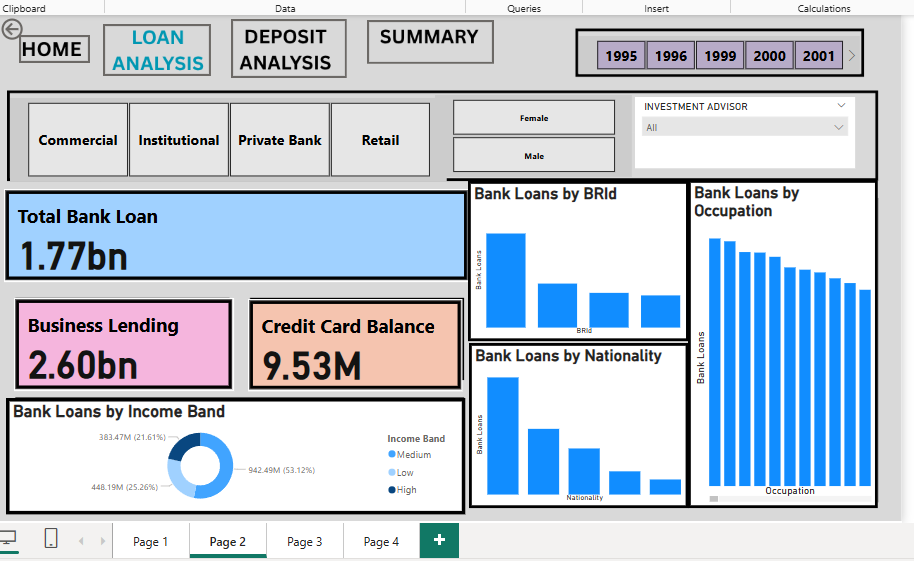 Clipboard
Data
Queries
Insert
Calculations
HOME
LOAN
ANALYSIS
DEPOSIT
ANALYSIS
SUMMARY
1995 1996 1999 2000 2001
Commercial Institutional Private Bank Retail
Female
Male
INVESTMENT ADVISOR
All
Total Bank Loan
1.77bn
Business Lending
2.60bn
Credit Card Balance
9.53M
Bank Loans by Income Band
383.47M (21.61%)
448.19M (25.26%)
942.49M (53.12%)
Income Band
Medium
Low
High
Bank Loans by BRId
Bank Loans
BRId
Bank Loans by Nationality
Bank Loans
Nationality
Bank Loans by
Occupation
Bank Loans
Occupation
Page 1 Page 2 Page 3 Page 4 +